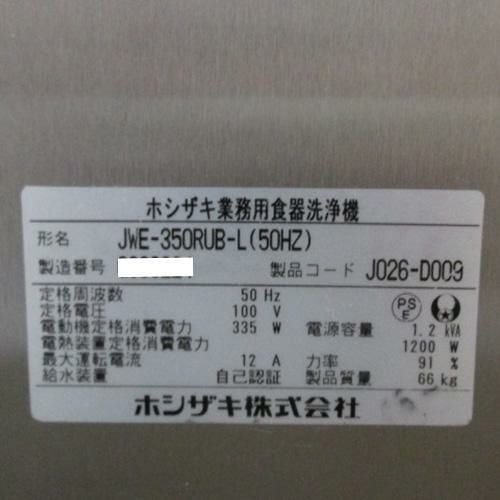 ホシザキ業務用食器洗浄機
形名 JWE-350RUB-L(50HZ)
製造番号 製品コード J026-D009
定格周波数 50 Hz PSE
定格電圧 100 V
電動機定格消費電力 335 W 電源容量 1.2 kVA
電熱装置定格消費電力 1200 W
最大運転電流 12 A 力率 91 %
給水装置 自己認証 製品質量 66 kg
ホシザキ株式会社